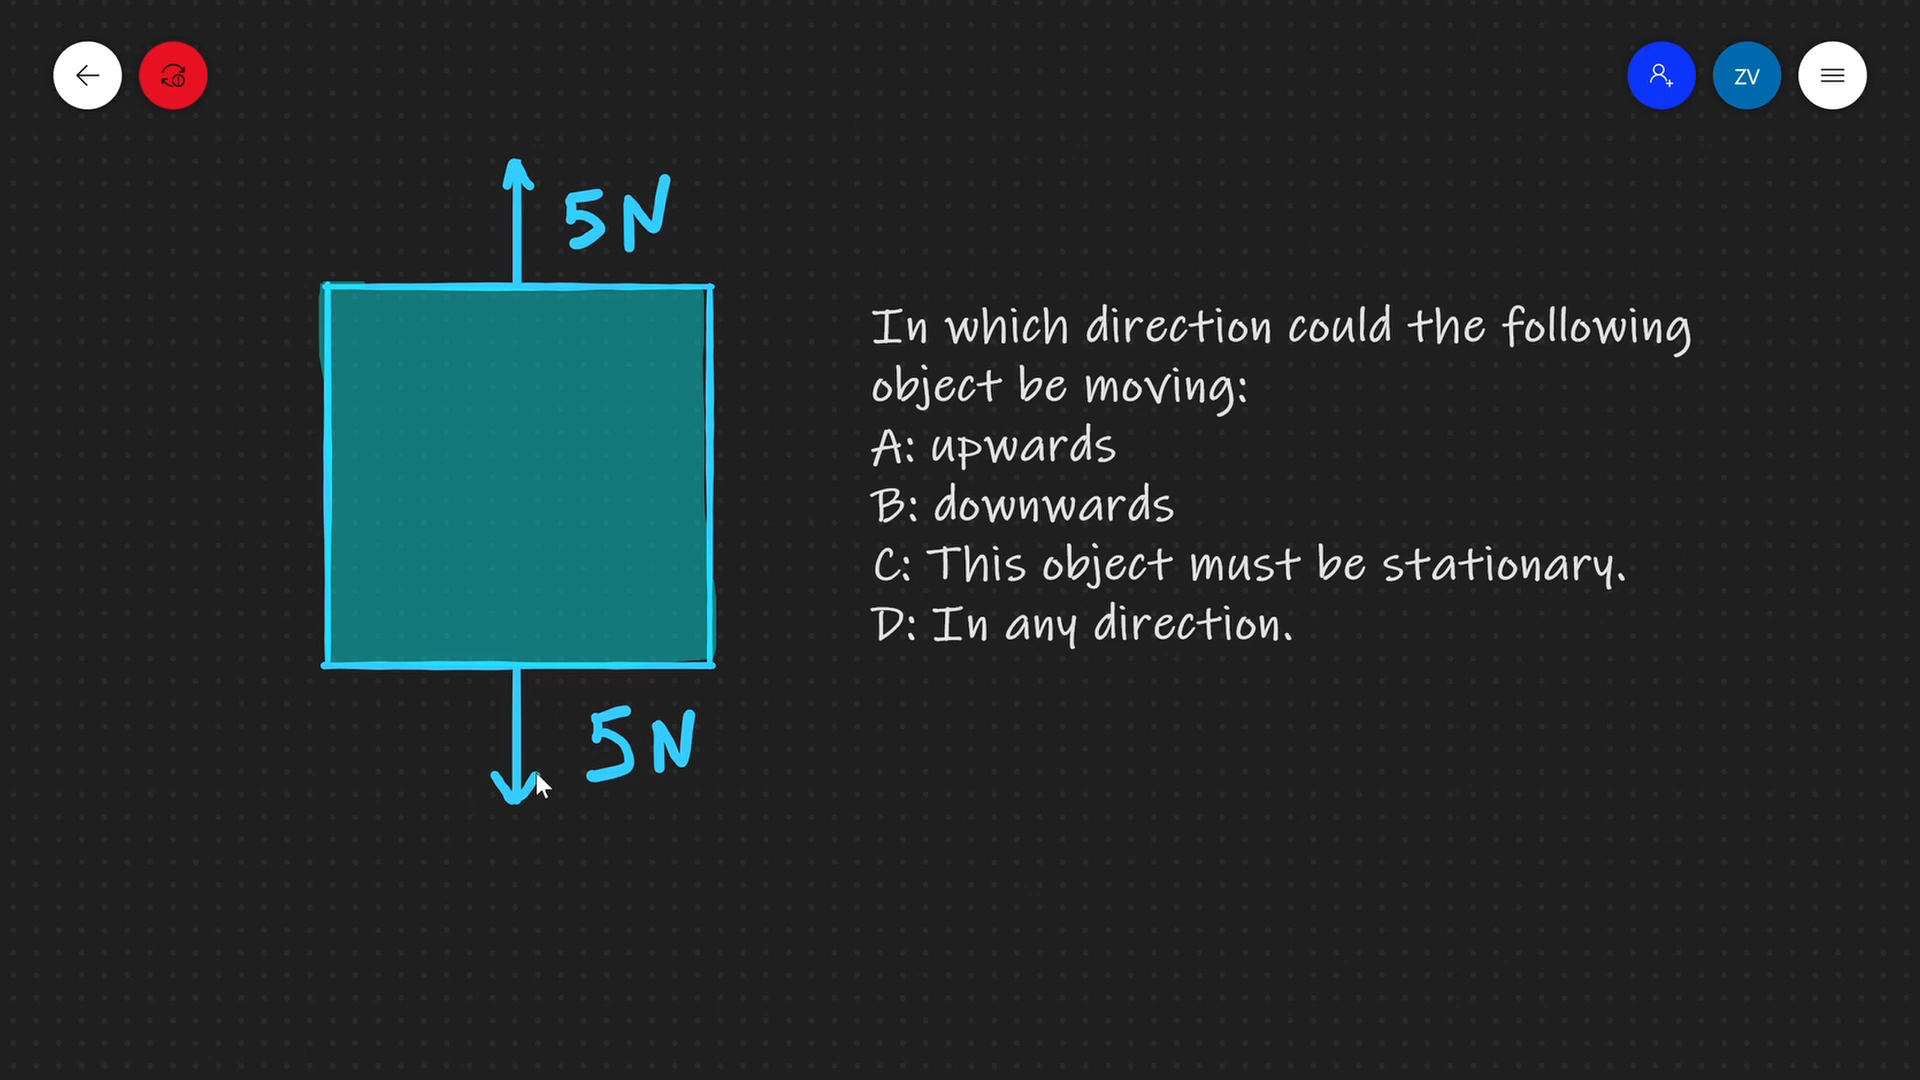 ZV
5N
In which direction could the following
object be moving:
A: upwards
B: downwards
C: This object must be stationary.
D: In any direction.
5N